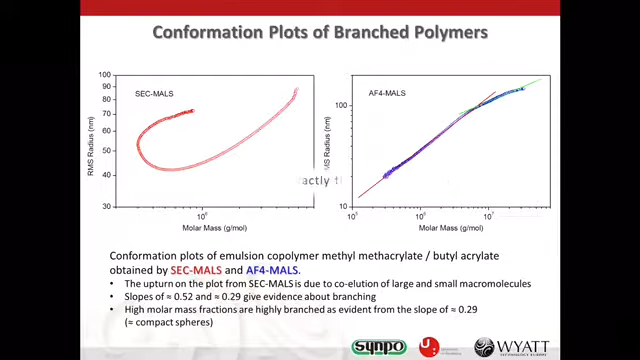 Conformation Plots of Branched Polymers
SEC-MALS
100
90
80
70
60
50
40
30
RMS Radius (nm)
Molar Mass (g/mol)
AF4-MALS
100
10
RMS Radius (nm)
10⁵
10⁶
10⁷
Molar Mass (g/mol)
Conformation plots of emulsion copolymer methyl methacrylate / butyl acrylate
obtained by SEC-MALS and AF4-MALS.
• The upturn on the plot from SEC-MALS is due to co-elution of large and small macromolecules
• Slopes of ≈ 0.52 and ≈ 0.29 give evidence about branching
• High molar mass fractions are highly branched as evident from the slope of ≈ 0.29
(≈ compact spheres)
synpo
WYATT